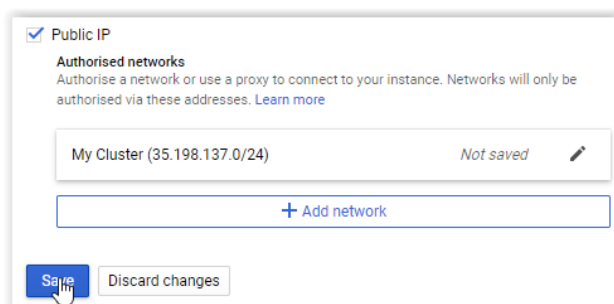 Public IP
Authorised networks
Authorise a network or use a proxy to connect to your instance. Networks will only be
authorised via these addresses. Learn more
My Cluster (35.198.137.0/24) Not saved
+ Add network
Save Discard changes